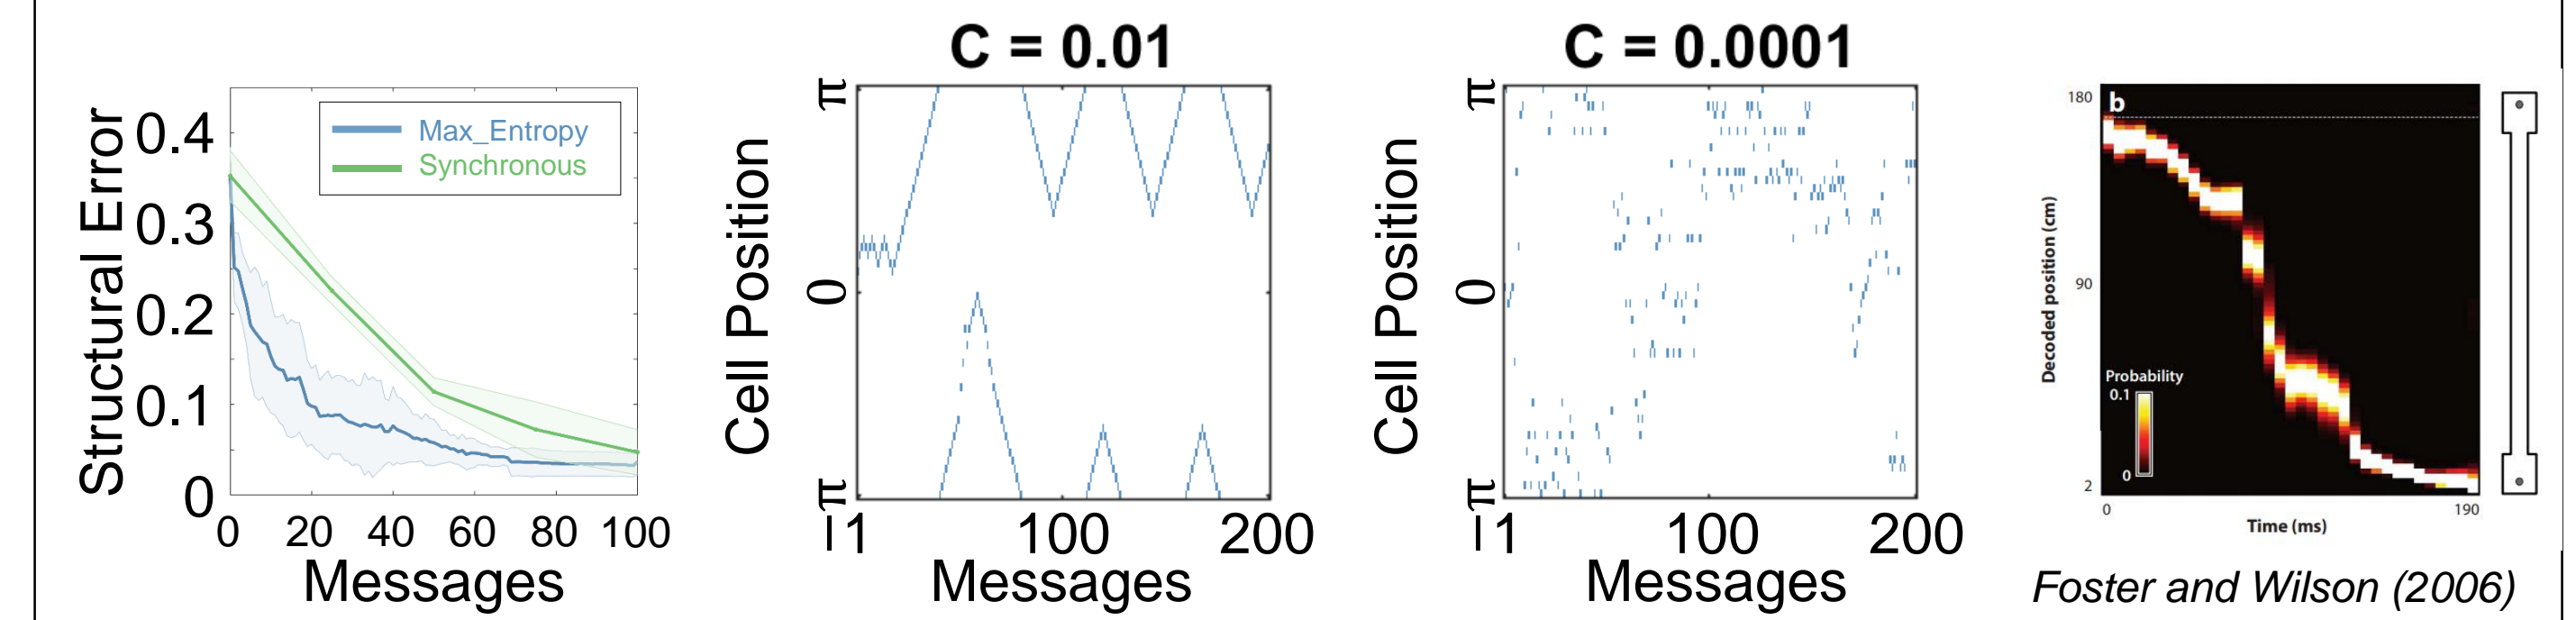 Structural Error
0.4
0.3
0.2
0.1
0
Max_Entropy
Synchronous
0 20 40 60 80 100
Messages
C = 0.01
Cell Position
π
0
-π
1 100 200
Messages
C = 0.0001
Cell Position
π
0
-π
1 100 200
Messages
b
Decoded position (cm)
180
90
2
Probability
0.1
0
0 190
Time (ms)
Foster and Wilson (2006)